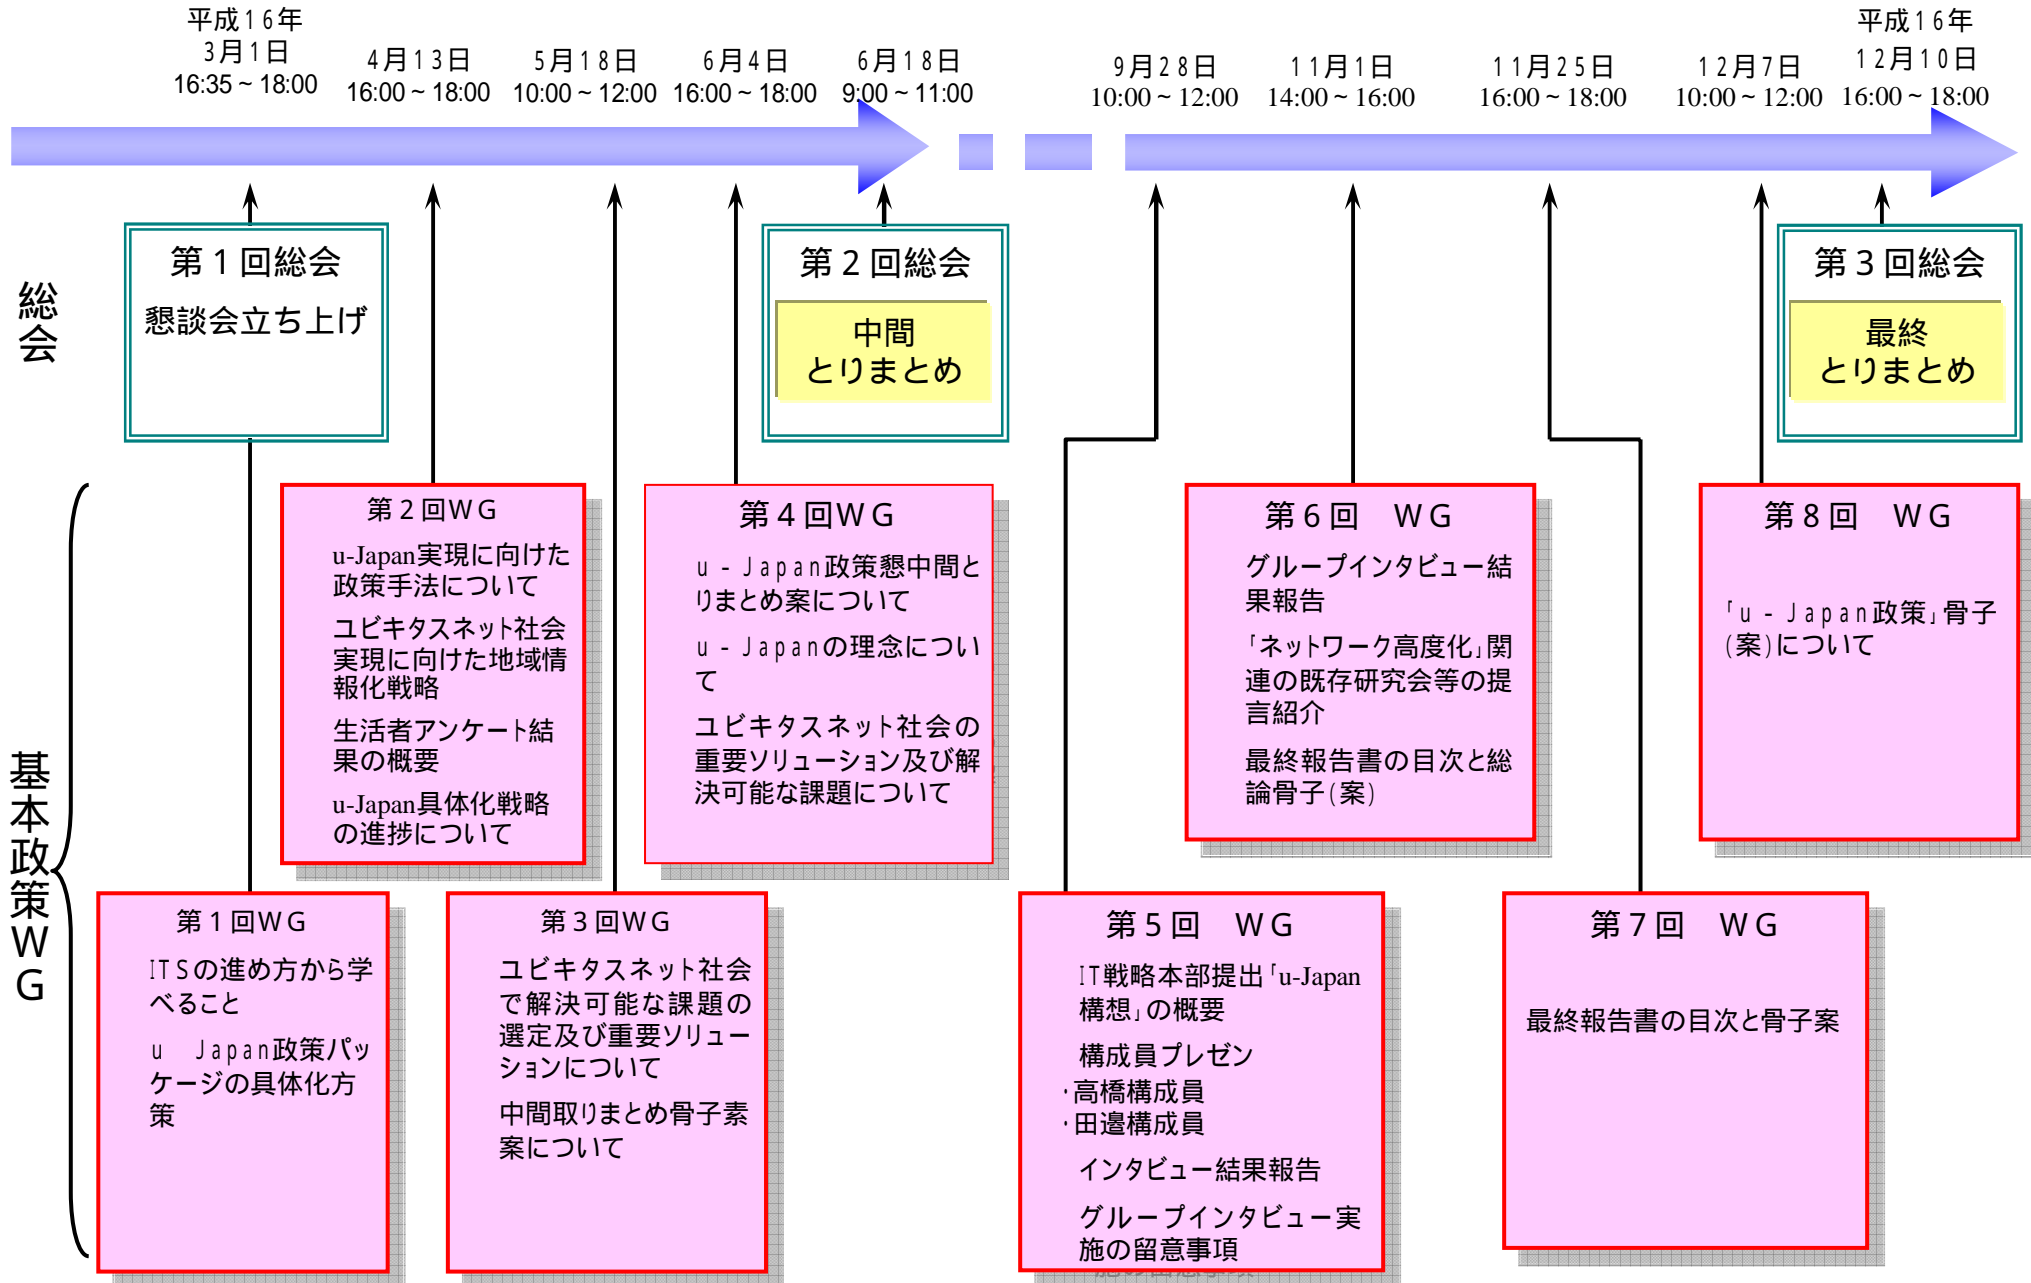 平成16年
3月1日
16:35～18:00
4月13日
16:00～18:00
5月18日
10:00～12:00
6月4日
16:00～18:00
6月18日
9:00～11:00
9月28日
10:00～12:00
11月1日
14:00～16:00
11月25日
16:00～18:00
12月7日
10:00～12:00
平成16年
12月10日
16:00～18:00
総会
第1回総会
懇談会立ち上げ
第2回総会
中間
とりまとめ
第3回総会
最終
とりまとめ
基本政策WG
第2回WG
u-Japan実現に向けた
政策手法について
ユビキタスネット社会
実現に向けた地域情
報化戦略
生活者アンケート結
果の概要
u-Japan具体化戦略
の進捗について
第4回WG
u-Japan政策懇中間と
りまとめ案について
u-Japanの理念につい
て
ユビキタスネット社会の
重要ソリューション及び解
決可能な課題について
第6回　WG
グループインタビュー結
果報告
「ネットワーク高度化」関
連の既存研究会等の提
言紹介
最終報告書の目次と総
論骨子(案)
第8回　WG
「u-Japan政策」骨子
(案)について
第1回WG
ITSの進め方から学
べること
u　Japan政策パッ
ケージの具体化方
策
第3回WG
ユビキタスネット社会
で解決可能な課題の
選定及び重要ソリュー
ションについて
中間取りまとめ骨子素
案について
第5回　WG
IT戦略本部提出「u-Japan
構想」の概要
構成員プレゼン
・高橋構成員
・田邉構成員
インタビュー結果報告
グループインタビュー実
施の留意事項
第7回　WG
最終報告書の目次と骨子案